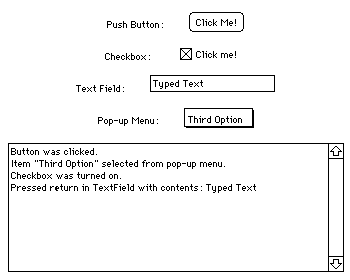 Push Button: Click Me!
Checkbox: Click me!
Text Field: Typed Text
Pop-up Menu: Third Option
Button was clicked.
Item "Third Option" selected from pop-up menu.
Checkbox was turned on.
Pressed return in TextField with contents: Typed Text